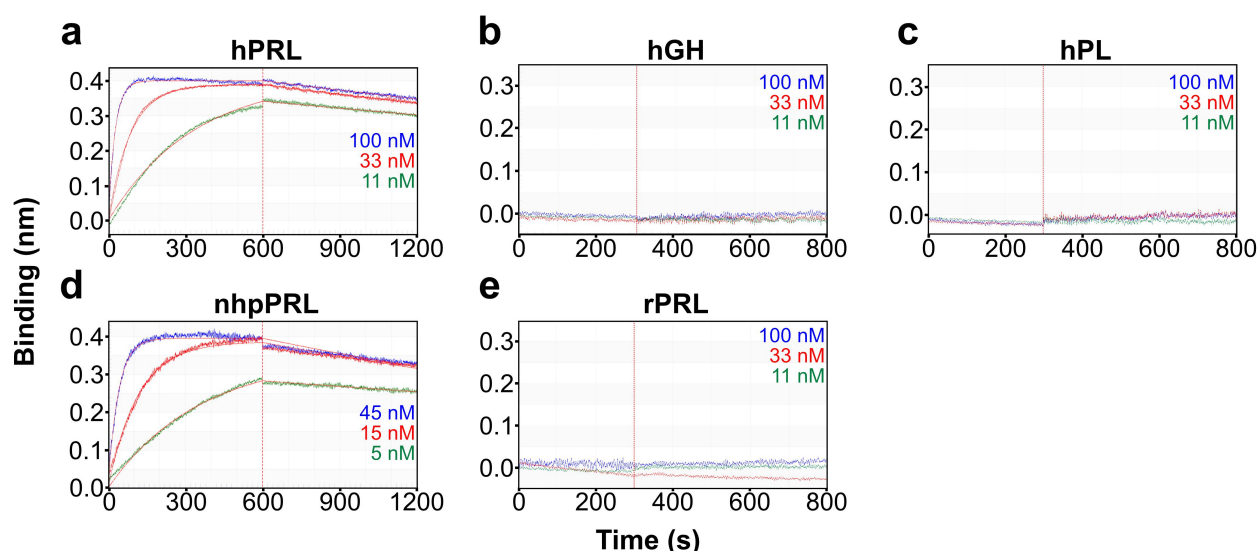 a
hPRL
0.4
0.3
0.2
0.1
0.0
100 nM
33 nM
11 nM
0 300 600 900 1200
b
hGH
0.3
0.2
0.1
0.0
100 nM
33 nM
11 nM
0 200 400 600 800
c
hPL
0.3
0.2
0.1
0.0
100 nM
33 nM
11 nM
0 200 400 600 800
d
nhpPRL
0.4
0.3
0.2
0.1
0.0
45 nM
15 nM
5 nM
0 300 600 900 1200
e
rPRL
0.3
0.2
0.1
0.0
100 nM
33 nM
11 nM
0 200 400 600 800
Binding (nm)
Time (s)